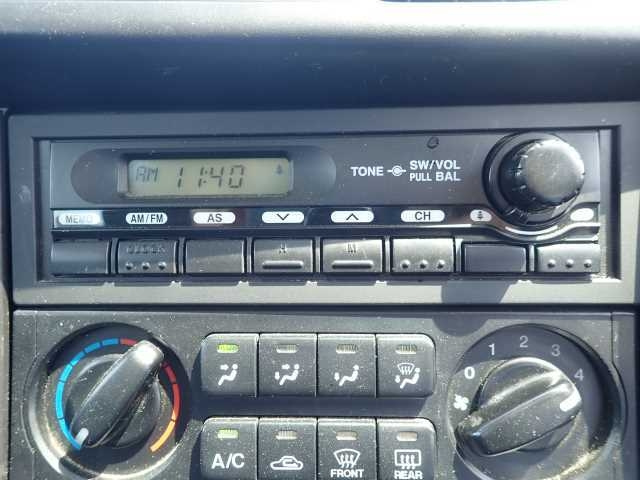 AM 11:40
TONE SW/VOL
PULL BAL
MEMO AM/FM AS CH
CLOCK H M
0 1 2 3 4
A/C FRONT REAR